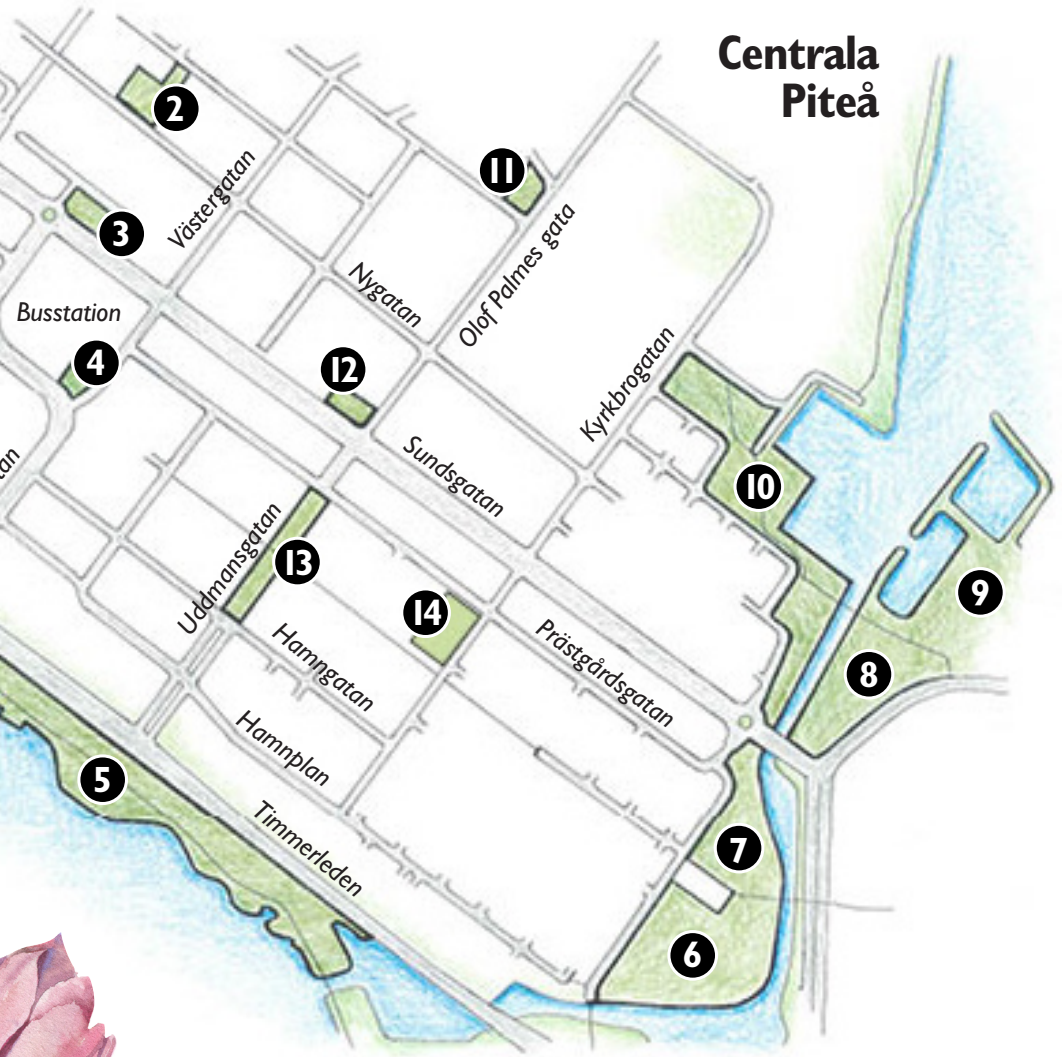 Centrala
Piteå
2
11
3
Västergatan
Olof Palmes gata
Nygatan
Busstation
4
12
Kyrkbrogatan
Sundsgatan
10
13
Uddmansgatan
14
9
Prästgårdsgatan
8
Hamngatan
Hamnplan
5
Timmerleden
7
6